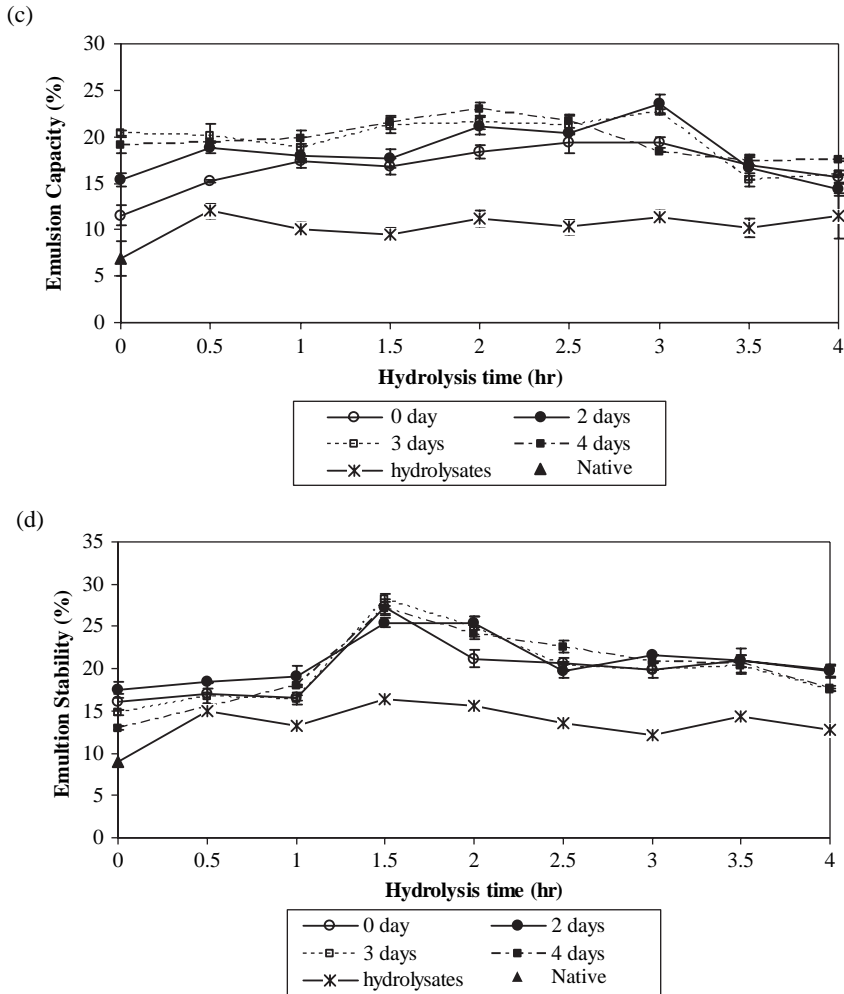 (c)
30
25
20
15
10
5
0
Emulsion Capacity (%)
0 0.5 1 1.5 2 2.5 3 3.5 4
Hydrolysis time (hr)
0 day 2 days
3 days 4 days
hydrolysates Native
(d)
35
30
25
20
15
10
5
0
Emultion Stability (%)
0 0.5 1 1.5 2 2.5 3 3.5 4
Hydrolysis time (hr)
0 day 2 days
3 days 4 days
hydrolysates Native